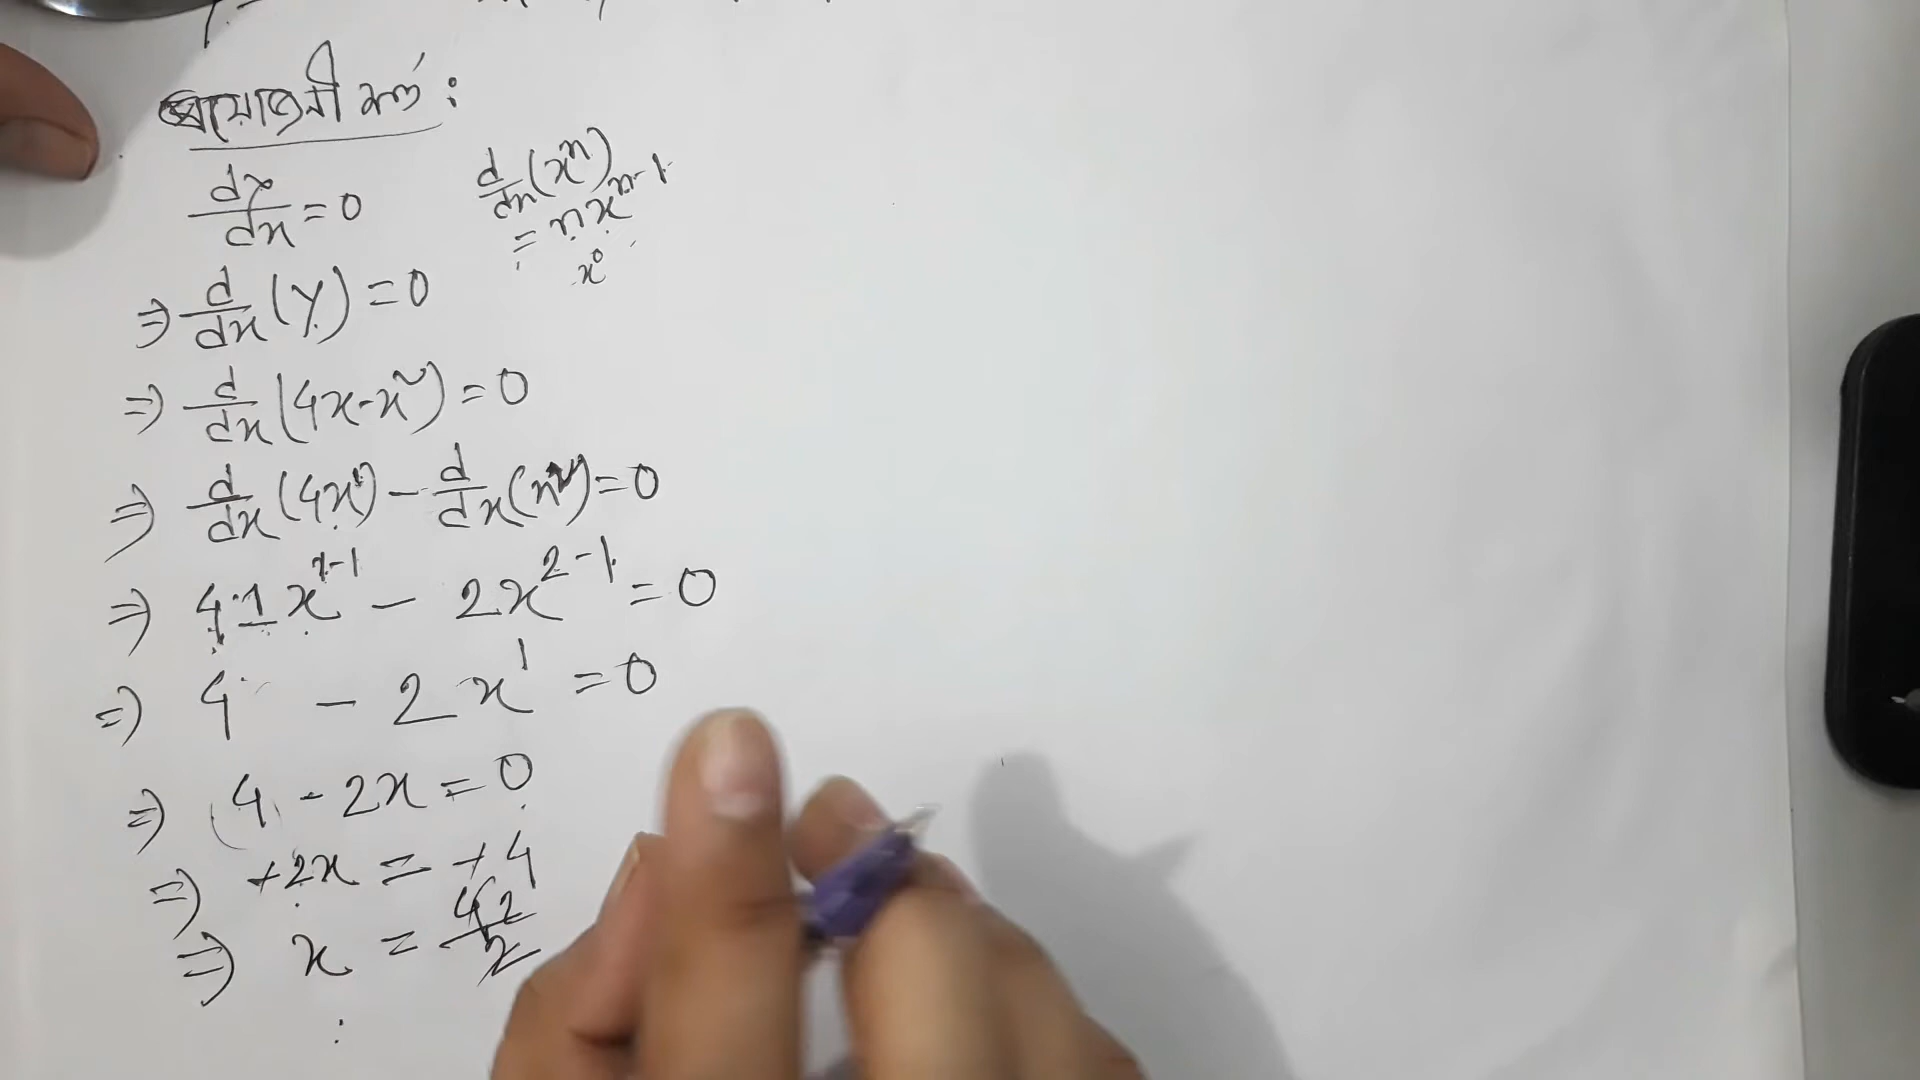 প্রয়োজনী শর্ত :
dy/dx = 0
d/dx (xⁿ)
= nxⁿ⁻¹
x⁰
⇒ d/dx (y) = 0
⇒ d/dx (4x - x²) = 0
⇒ d/dx (4x¹) - d/dx (x²) = 0
⇒ 4·1x¹⁻¹ - 2x²⁻¹ = 0
⇒ 4 - 2x¹ = 0
⇒ 4 - 2x = 0
⇒ +2x = +4
⇒ x = 4 2/2